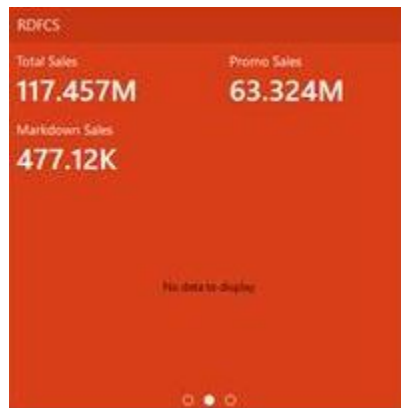 RDFCS
Total Sales
Promo Sales
117.457M
63.324M
Markdown Sales
477.12K
No data to display